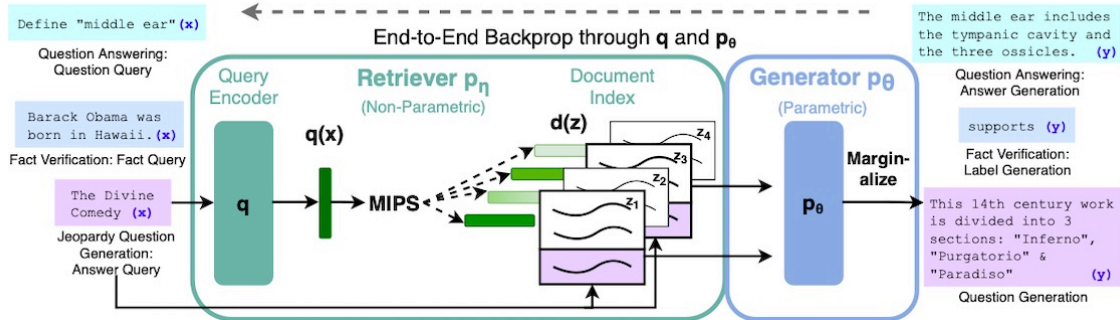 Define "middle ear" (x)
Question Answering:
Question Query
Barack Obama was
born in Hawaii. (x)
Fact Verification: Fact Query
The Divine
Comedy (x)
Jeopardy Question
Generation:
Answer Query
End-to-End Backprop through q and pθ
Query
Encoder
q
q(x)
Retriever pη
(Non-Parametric)
MIPS
Document
Index
d(z)
z4
z3
z2
z1
Generator pθ
(Parametric)
pθ
Margin-
alize
The middle ear includes
the tympanic cavity and
the three ossicles. (y)
Question Answering:
Answer Generation
supports (y)
Fact Verification:
Label Generation
This 14th century work
is divided into 3
sections: "Inferno",
"Purgatorio" &
"Paradiso" (y)
Question Generation